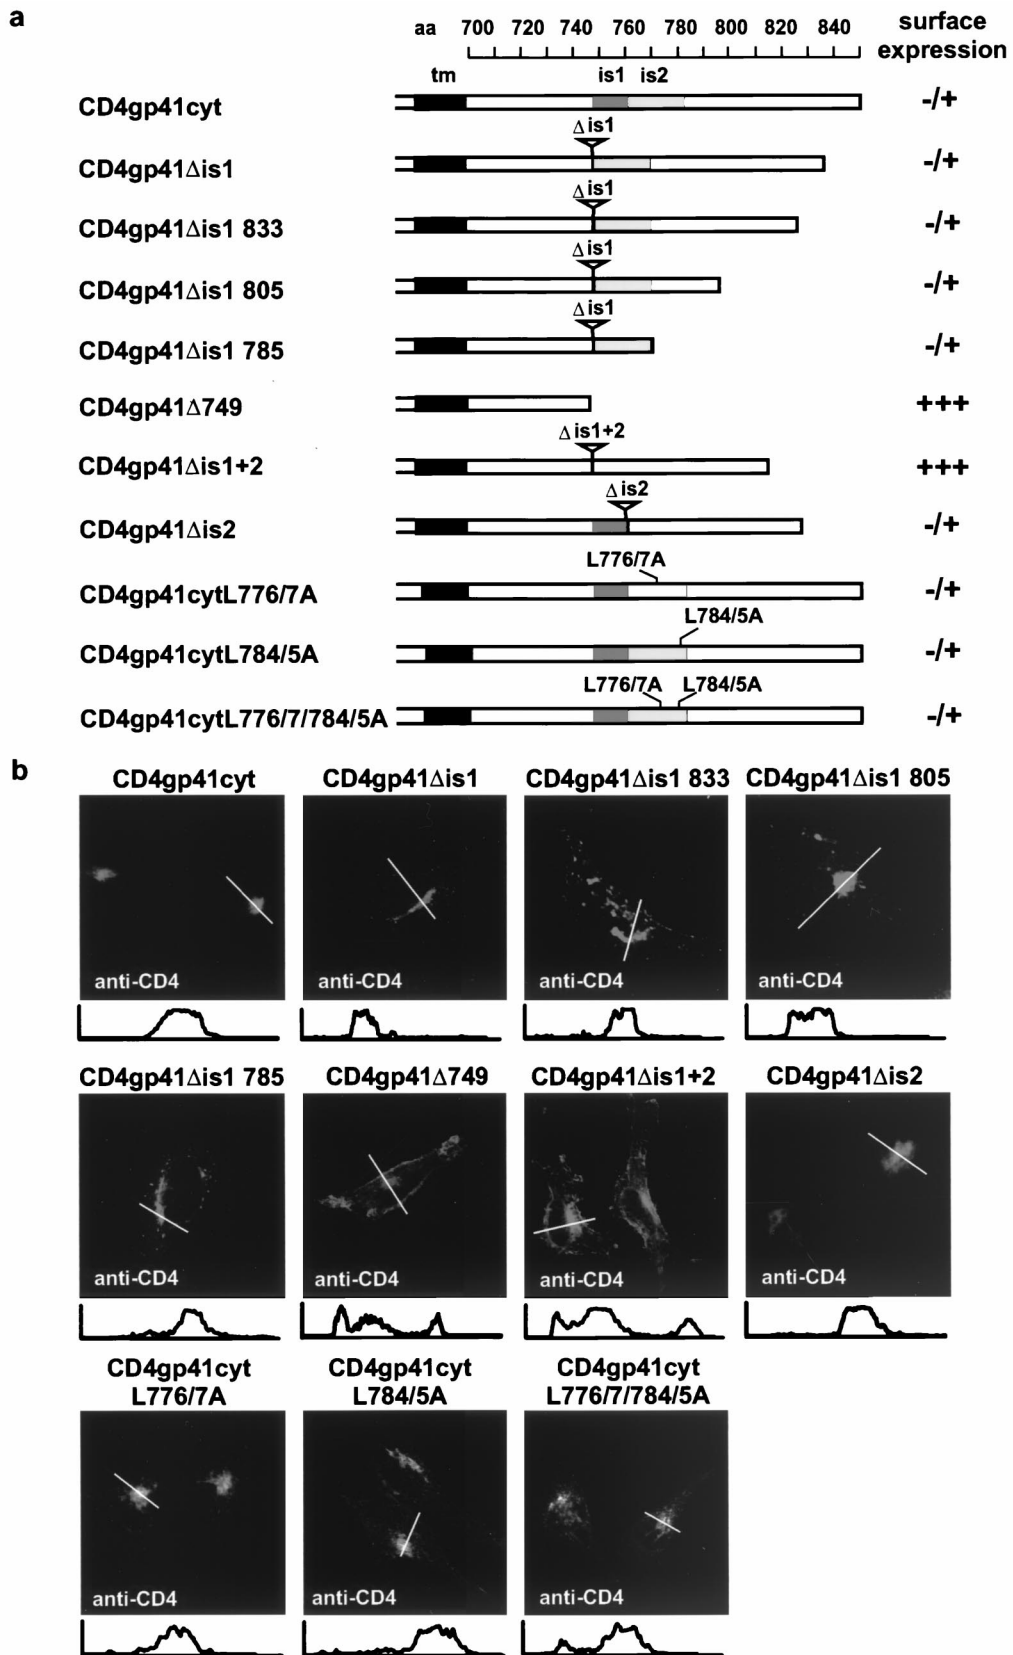 a
aa 700 720 740 760 780 800 820 840 surface expression
tm is1 is2
CD4gp41cyt -/+
Δis1
CD4gp41Δis1 -/+
Δis1
CD4gp41Δis1 833 -/+
Δis1
CD4gp41Δis1 805 -/+
Δis1
CD4gp41Δis1 785 -/+
CD4gp41Δ749 +++
Δis1+2
CD4gp41Δis1+2 +++
Δis2
CD4gp41Δis2 -/+
L776/7A
CD4gp41cytL776/7A -/+
L784/5A
CD4gp41cytL784/5A -/+
L776/7A L784/5A
CD4gp41cytL776/7/784/5A -/+
b
CD4gp41cyt CD4gp41Δis1 CD4gp41Δis1 833 CD4gp41Δis1 805
anti-CD4 anti-CD4 anti-CD4 anti-CD4
CD4gp41Δis1 785 CD4gp41Δ749 CD4gp41Δis1+2 CD4gp41Δis2
anti-CD4 anti-CD4 anti-CD4 anti-CD4
CD4gp41cyt CD4gp41cyt CD4gp41cyt
L776/7A L784/5A L776/7/784/5A
anti-CD4 anti-CD4 anti-CD4